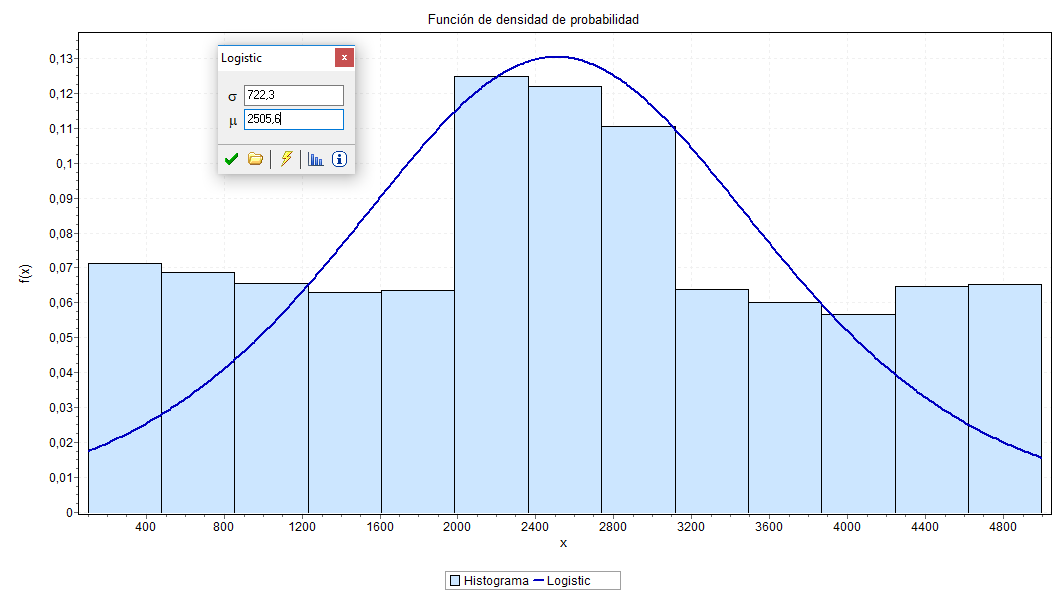 Función de densidad de probabilidad
Logistic
x
σ 722,3
μ 2505,6
f(x)
0,13
0,12
0,11
0,1
0,09
0,08
0,07
0,06
0,05
0,04
0,03
0,02
0,01
0
400 800 1200 1600 2000 2400 2800 3200 3600 4000 4400 4800
x
Histograma Logistic